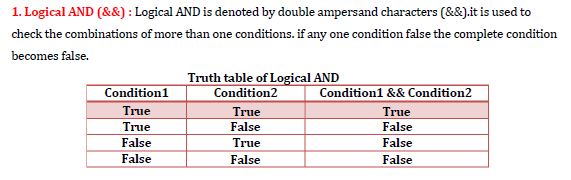 1. Logical AND (&&) : Logical AND is denoted by double ampersand characters (&&).it is used to
check the combinations of more than one conditions. if any one condition false the complete condition
becomes false.
Truth table of Logical AND
Condition1 Condition2 Condition1 && Condition2
True True True
True False False
False True False
False False False